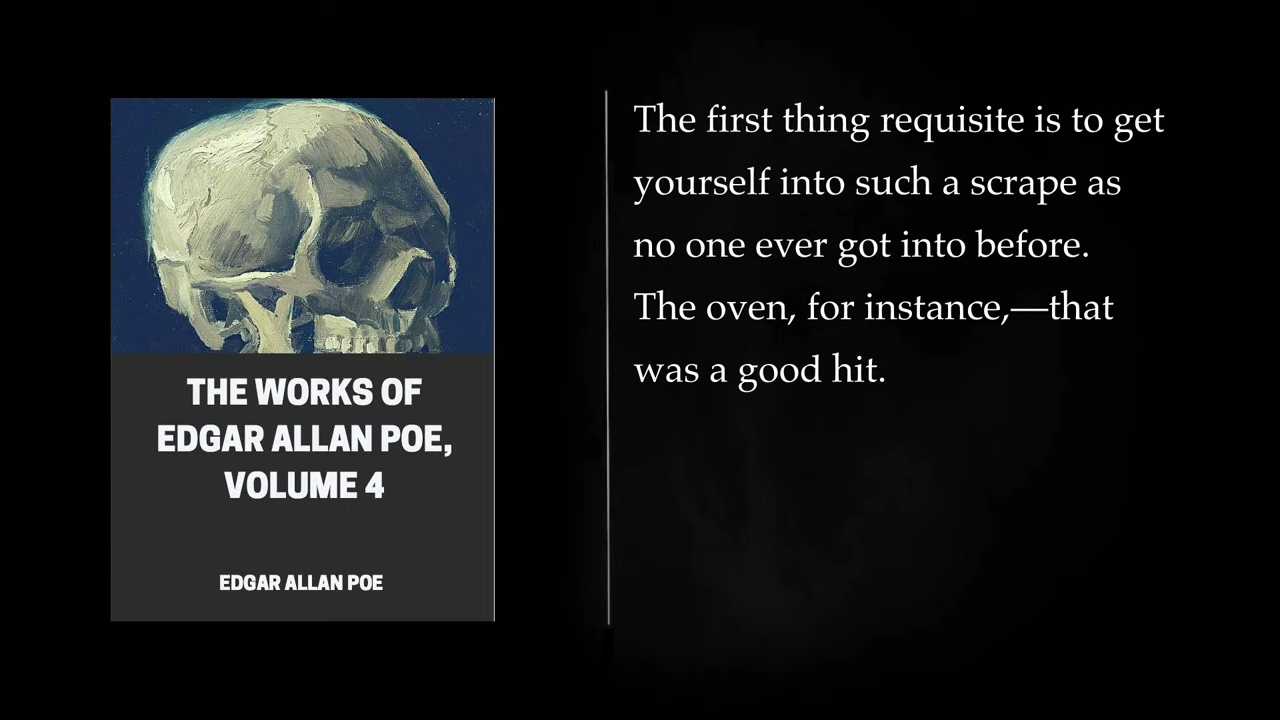 THE WORKS OF
EDGAR ALLAN POE,
VOLUME 4
EDGAR ALLAN POE
The first thing requisite is to get
yourself into such a scrape as
no one ever got into before.
The oven, for instance,—that
was a good hit.